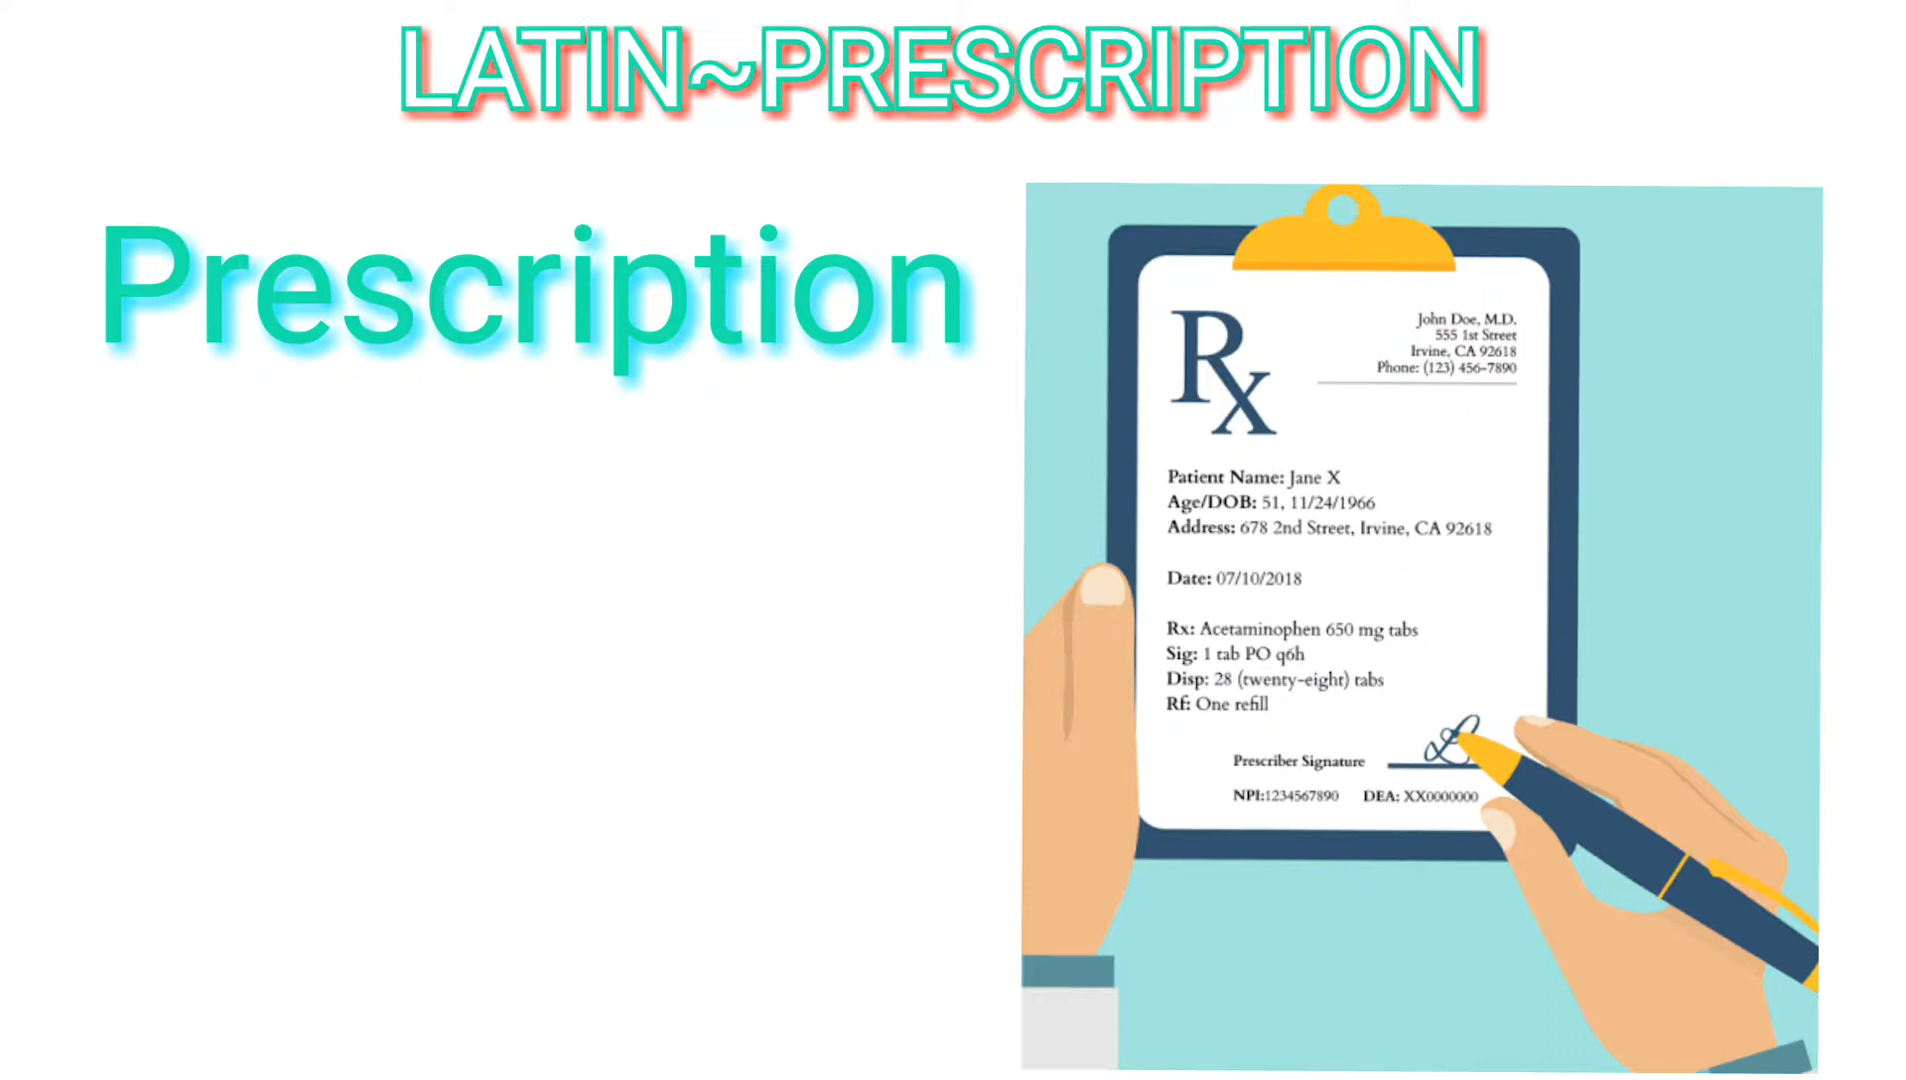 LATIN~PRESCRIPTION
Prescription
Rx
John Doe, M.D.
555 1st Street
Irvine, CA 92618
Phone: (123) 456-7890
Patient Name: Jane X
Age/DOB: 51, 11/24/1966
Address: 678 2nd Street, Irvine, CA 92618
Date: 07/10/2018
Rx: Acetaminophen 650 mg tabs
Sig: 1 tab PO q6h
Disp: 28 (twenty-eight) tabs
Rf: One refill
Prescriber Signature
NPI:1234567890 DEA: XX0000000